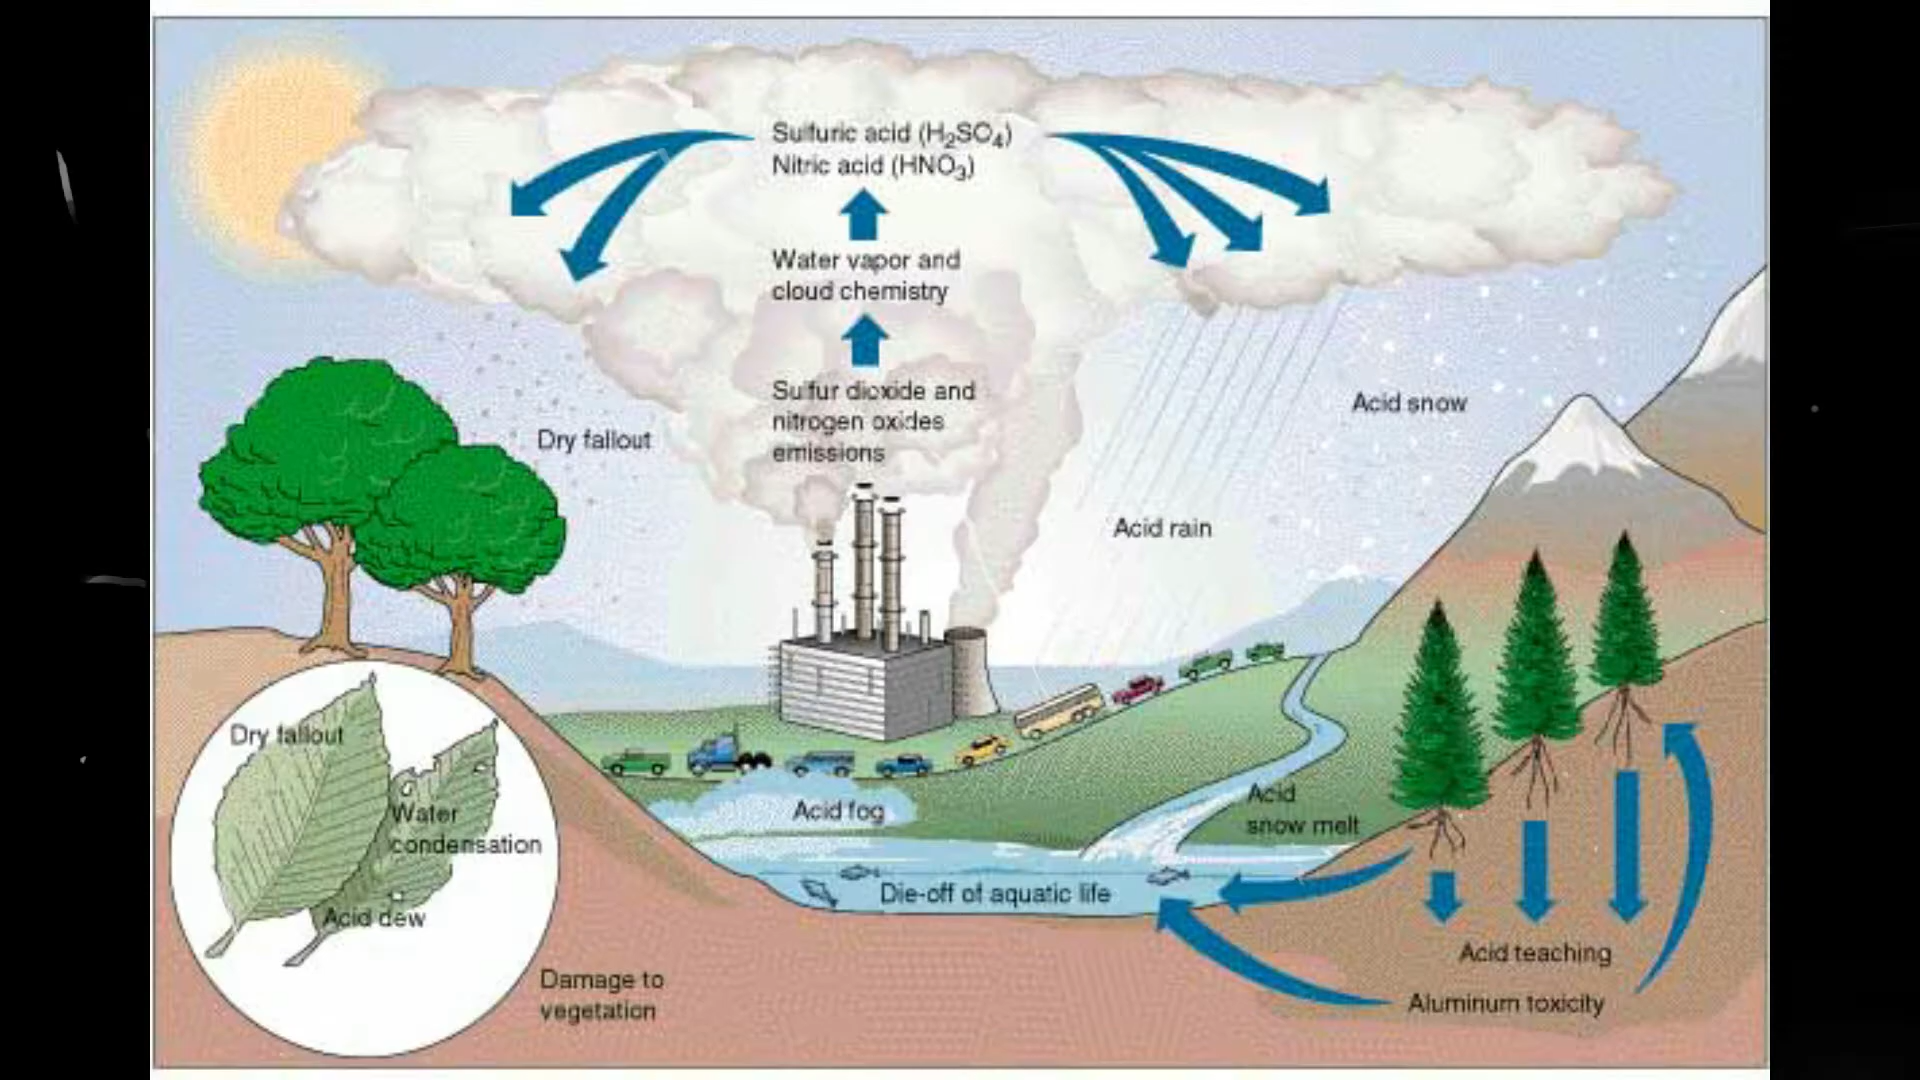 Sulfuric acid (H₂SO₄)
Nitric acid (HNO₃)
Water vapor and
cloud chemistry
Sulfur dioxide and
nitrogen oxides
emissions
Dry fallout
Acid snow
Acid rain
Dry fallout
Water
condensation
Acid dew
Damage to
vegetation
Acid fog
Acid
snow melt
Die-off of aquatic life
Acid teaching
Aluminum toxicity